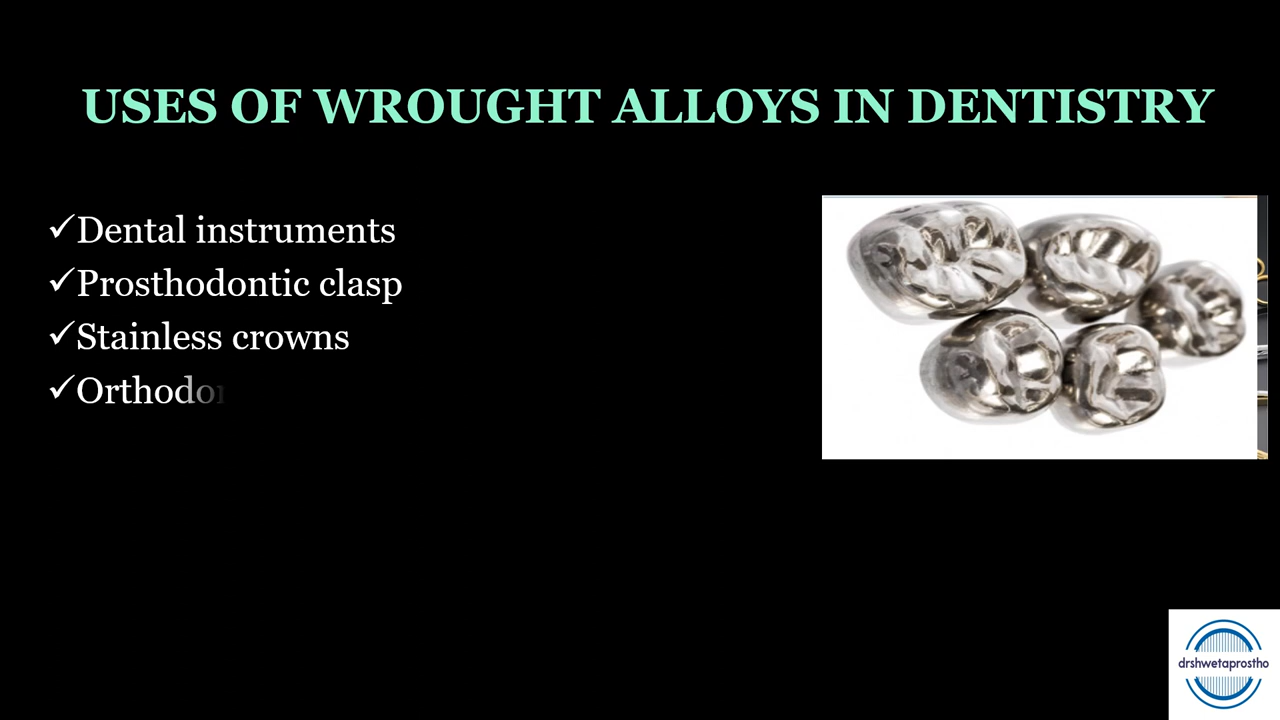 USES OF WROUGHT ALLOYS IN DENTISTRY
✓Dental instruments
✓Prosthodontic clasp
✓Stainless crowns
✓Orthodon
drshwetaprostho